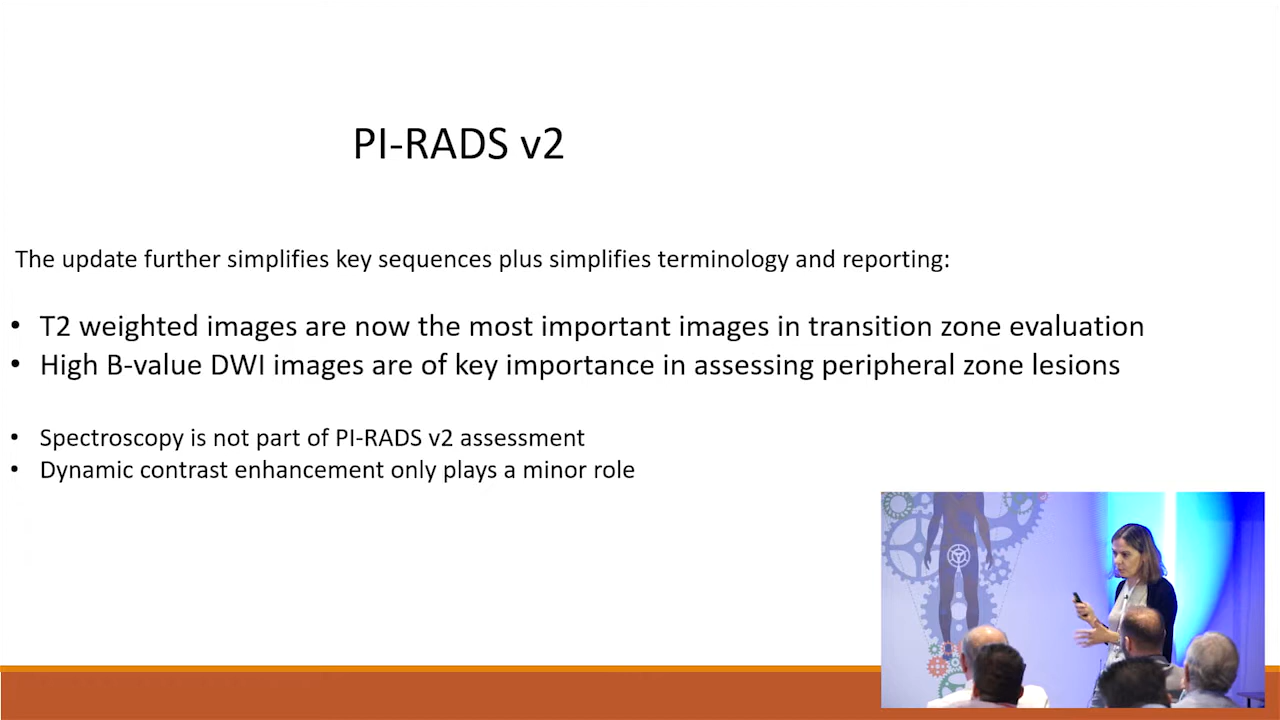 PI-RADS v2
The update further simplifies key sequences plus simplifies terminology and reporting:
• T2 weighted images are now the most important images in transition zone evaluation
• High B-value DWI images are of key importance in assessing peripheral zone lesions
• Spectroscopy is not part of PI-RADS v2 assessment
• Dynamic contrast enhancement only plays a minor role